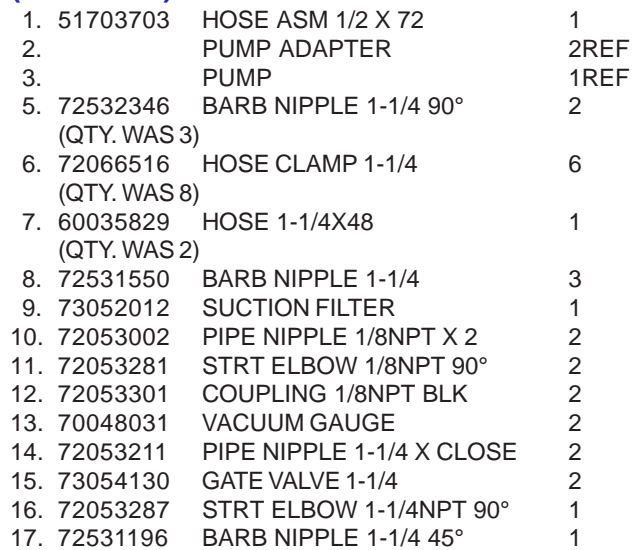 1. 51703703 HOSE ASM 1/2 X 72 1
2. PUMP ADAPTER 2REF
3. PUMP 1REF
5. 72532346 BARB NIPPLE 1-1/4 90° 2
(QTY. WAS 3)
6. 72066516 HOSE CLAMP 1-1/4 6
(QTY. WAS 8)
7. 60035829 HOSE 1-1/4X48 1
(QTY. WAS 2)
8. 72531550 BARB NIPPLE 1-1/4 3
9. 73052012 SUCTION FILTER 1
10. 72053002 PIPE NIPPLE 1/8NPT X 2 2
11. 72053281 STRT ELBOW 1/8NPT 90° 2
12. 72053301 COUPLING 1/8NPT BLK 2
13. 70048031 VACUUM GAUGE 2
14. 72053211 PIPE NIPPLE 1-1/4 X CLOSE 2
15. 73054130 GATE VALVE 1-1/4 2
16. 72053287 STRT ELBOW 1-1/4NPT 90° 1
17. 72531196 BARB NIPPLE 1-1/4 45° 1